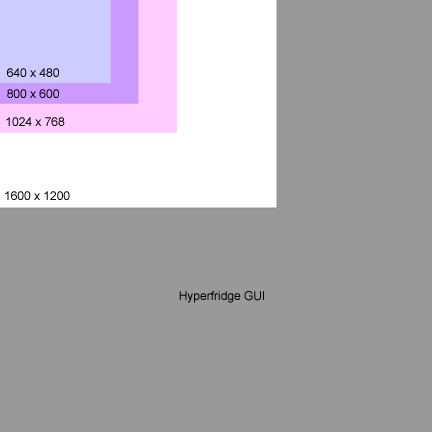 640 x 480
800 x 600
1024 x 768
1600 x 1200
Hyperfridge GUI